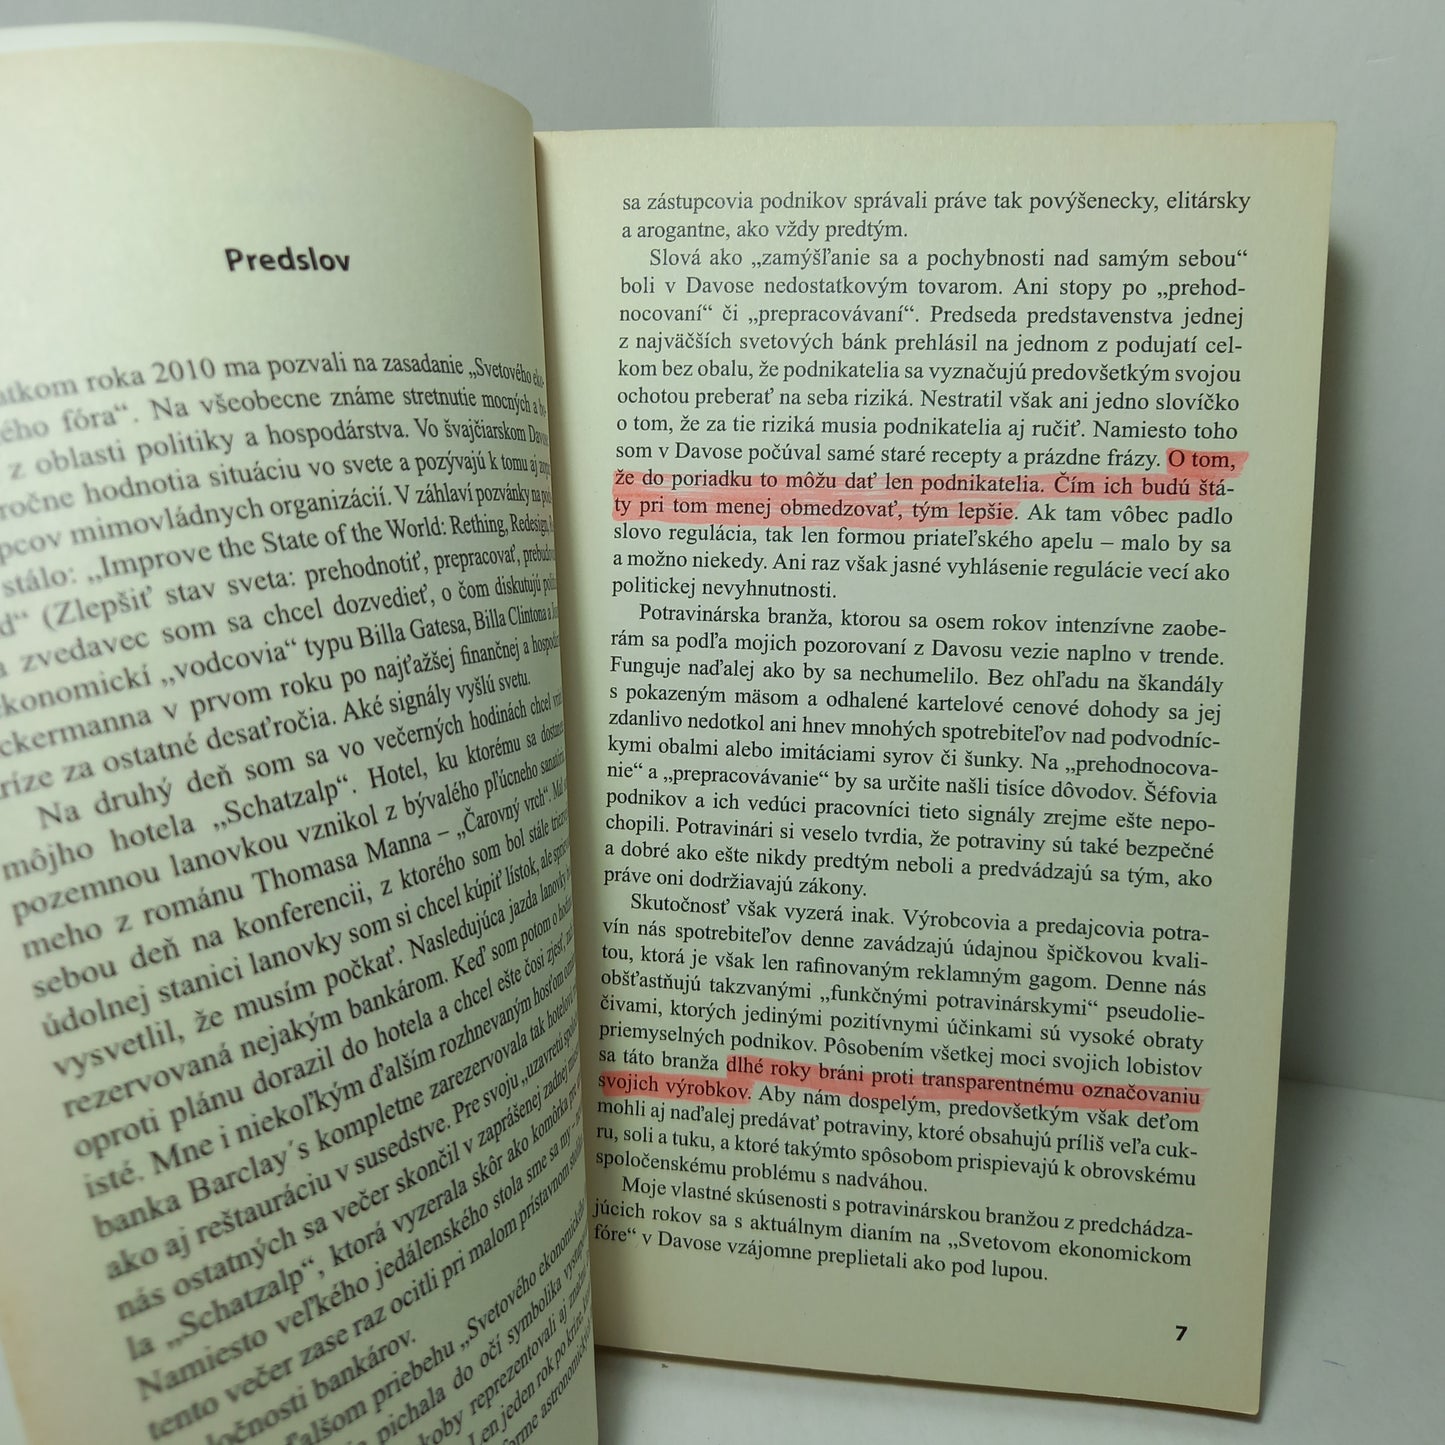 Predslov
roka 2010 ma pozvali na zasadanie „Svetového
fóra“. Na všeobecne známe stretnutie mocných a
z oblasti politiky a hospodárstva. Vo švajčiarskom
hodnotia situáciu vo svete a pozývajú k tomu aj
mimovládnych organizácií. V záhlaví pozvánky na
stálo: „Improve the State of the World: Rething, Redesign,
(Zlepšiť stav sveta: prehodnotiť, prepracovať,
zvedavec som sa chcel dozvedieť, o čom diskutujú
„vodcovia“ typu Billa Gatesa, Billa Clintona a
v prvom roku po najťažšej finančnej a
za ostatné desaťročia. Aké signály vyšlú svetu.
Na druhý deň som sa vo večerných hodinách chcel
môjho hotela „Schatzalp“. Hotel, ku ktorému sa
pozemnou lanovkou vznikol z bývalého pľúcneho
meho z románu Thomasa Manna – „Čarovný vrch“. Mal
sebou deň na konferencii, z ktorého som bol stále
údolnej stanici lanovky som si chcel kúpiť lístok, ale
vysvetlil, že musím počkať. Nasledujúca jazda lanovky
rezervovaná nejakým bankárom. Keď som potom o
oproti plánu dorazil do hotela a chcel ešte čosi zjesť,
isté. Mne i niekoľkým ďalším rozhnevaným hosťom
banka Barclay´s kompletne zarezervovala tak hotelovú
ako aj reštauráciu v susedstve. Pre svoju „uzavretú
nás ostatných sa večer skončil v zaprášenej zadnej
la „Schatzalp“, ktorá vyzerala skôr ako komôrka pre
Namiesto veľkého jedálenského stola sme sa my –
tento večer zase raz ocitli pri malom prístavnom
bankárov.
priebehu „Svetového ekonomického
pichala do očí symbolika
reprezentovali aj
Len jeden rok po kríze,
astronomických
sa zástupcovia podnikov správali práve tak povýšenecky, elitársky
a arogantne, ako vždy predtým.
Slová ako „zamýšľanie sa a pochybnosti nad samým sebou“
boli v Davose nedostatkovým tovarom. Ani stopy po „prehod-
nocovaní“ či „prepracovávaní“. Predseda predstavenstva jednej
z najväčších svetových bánk prehlásil na jednom z podujatí cel-
kom bez obalu, že podnikatelia sa vyznačujú predovšetkým svojou
ochotou preberať na seba riziká. Nestratil však ani jedno slovíčko
o tom, že za tie riziká musia podnikatelia aj ručiť. Namiesto toho
som v Davose počúval samé staré recepty a prázdne frázy. O tom,
že do poriadku to môžu dať len podnikatelia. Čím ich budú štá-
ty pri tom menej obmedzovať, tým lepšie. Ak tam vôbec padlo
slovo regulácia, tak len formou priateľského apelu – malo by sa
a možno niekedy. Ani raz však jasné vyhlásenie regulácie vecí ako
politickej nevyhnutnosti.
Potravinárska branža, ktorou sa osem rokov intenzívne zaobe-
rám sa podľa mojich pozorovaní z Davosu vezie naplno v trende.
Funguje naďalej ako by sa nechumelilo. Bez ohľadu na škandály
s pokazeným mäsom a odhalené kartelové cenové dohody sa jej
zdanlivo nedotkol ani hnev mnohých spotrebiteľov nad podvodníc-
kymi obalmi alebo imitáciami syrov či šunky. Na „prehodnocova-
nie“ a „prepracovávanie“ by sa určite našli tisíce dôvodov. Šéfovia
podnikov a ich vedúci pracovníci tieto signály zrejme ešte nepo-
chopili. Potravinári si veselo tvrdia, že potraviny sú také bezpečné
a dobré ako ešte nikdy predtým neboli a predvádzajú sa tým, ako
práve oni dodržiavajú zákony.
Skutočnosť však vyzerá inak. Výrobcovia a predajcovia potra-
vín nás spotrebiteľov denne zavádzajú údajnou špičkovou kvali-
tou, ktorá je však len rafinovaným reklamným gagom. Denne nás
obšťastňujú takzvanými „funkčnými potravinárskymi“ pseudolie-
čivami, ktorých jedinými pozitívnymi účinkami sú vysoké obraty
priemyselných podnikov. Pôsobením všetkej moci svojich lobistov
sa táto branža dlhé roky bráni proti transparentnému označovaniu
svojich výrobkov. Aby nám dospelým, predovšetkým však deťom
mohli aj naďalej predávať potraviny, ktoré obsahujú príliš veľa cuk-
ru, soli a tuku, a ktoré takýmto spôsobom prispievajú k obrovskému
spoločenskému problému s nadváhou.
Moje vlastné skúsenosti s potravinárskou branžou z predchádza-
júcich rokov sa s aktuálnym dianím na „Svetovom ekonomickom
fóre“ v Davose vzájomne preplietali ako pod lupou.
7